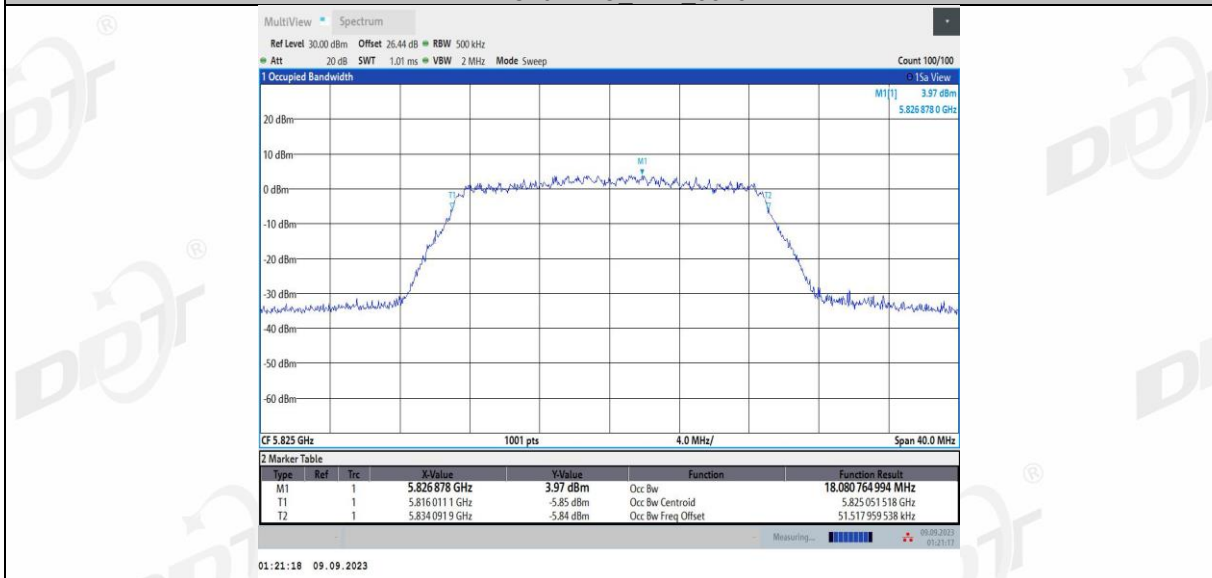 MultiView Spectrum
Ref Level 30.00 dBm Offset 26.44 dB RBW 500 kHz
Att 20 dB SWT 1.01 ms VBW 2 MHz Mode Sweep Count 100/100
1 Occupied Bandwidth 1Sa View
M1[1] 3.97 dBm
5.826 878 0 GHz
20 dBm
10 dBm
M1
0 dBm
T1 T2
-10 dBm
-20 dBm
-30 dBm
-40 dBm
-50 dBm
-60 dBm
CF 5.825 GHz 1001 pts 4.0 MHz/ Span 40.0 MHz
2 Marker Table
Type Ref Trc X-Value Y-Value Function Function Result
M1 1 5.826 878 GHz 3.97 dBm Occ Bw 18.080 764 994 MHz
T1 1 5.816 011 1 GHz -5.85 dBm Occ Bw Centroid 5.825 051 518 GHz
T2 1 5.834 091 9 GHz -5.84 dBm Occ Bw Freq Offset 51.517 959 538 kHz
Measuring... 09.09.2023
01:21:17
01:21:18 09.09.2023
DDT ®